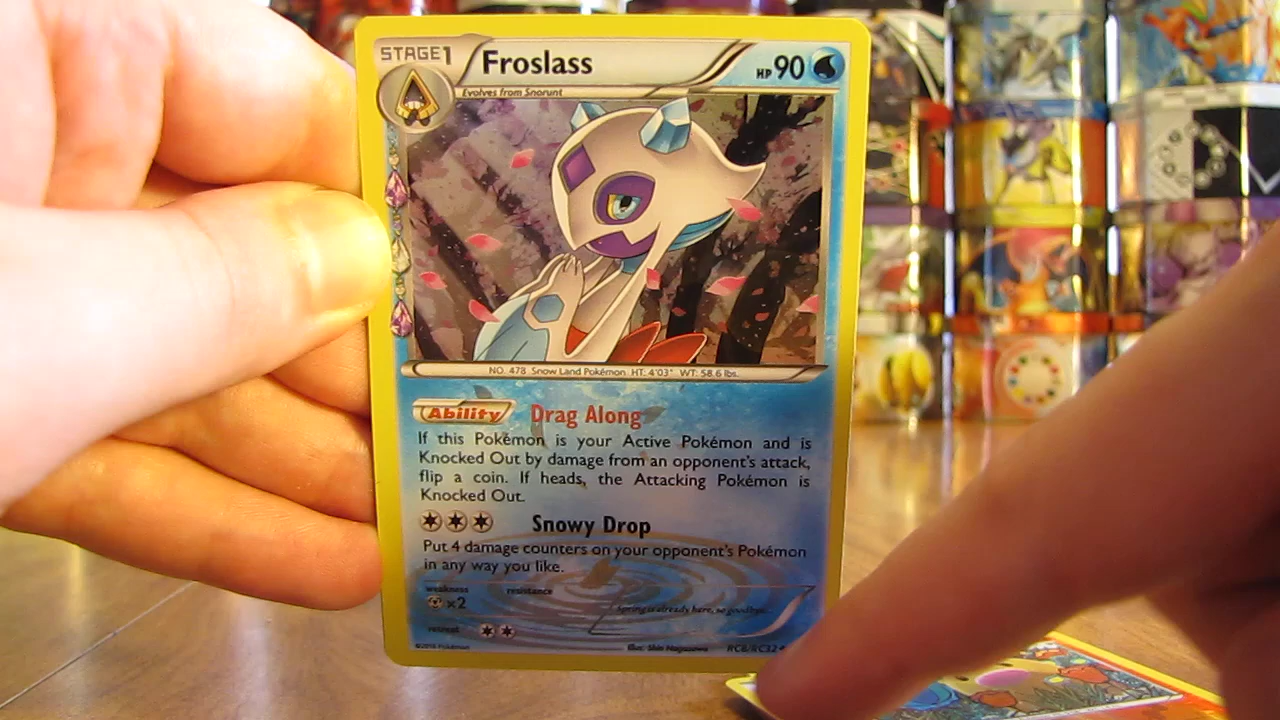 STAGE1 Froslass HP 90
Evolves from Snorunt
NO. 478 Snow Land Pokémon HT: 4'03" WT: 58.6 lbs.
Ability Drag Along
If this Pokémon is your Active Pokémon and is
Knocked Out by damage from an opponent's attack,
flip a coin. If heads, the Attacking Pokémon is
Knocked Out.
Snowy Drop
Put 4 damage counters on your opponent's Pokémon
in any way you like.
weakness resistance
×2
Spring is already here, so goodbye...
retreat
©2016 Pokémon Illus. Shin Nagasawa RC8/RC32